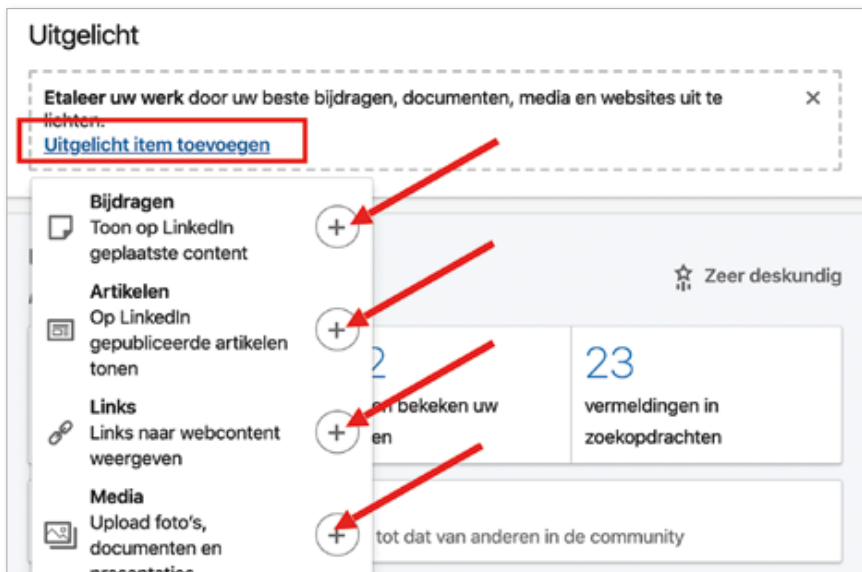 Uitgelicht
Etaleer uw werk door uw beste bijdragen, documenten, media en websites uit te
lichten.
Uitgelicht item toevoegen
Bijdragen
Toon op LinkedIn
geplaatste content
Artikelen
Op LinkedIn
gepubliceerde artikelen
tonen
Links
Links naar webcontent
weergeven
Media
Upload foto's,
documenten en
presentaties
Zeer deskundig
2
bekeken uw
23
vermeldingen in
zoekopdrachten
tot dat van anderen in de community